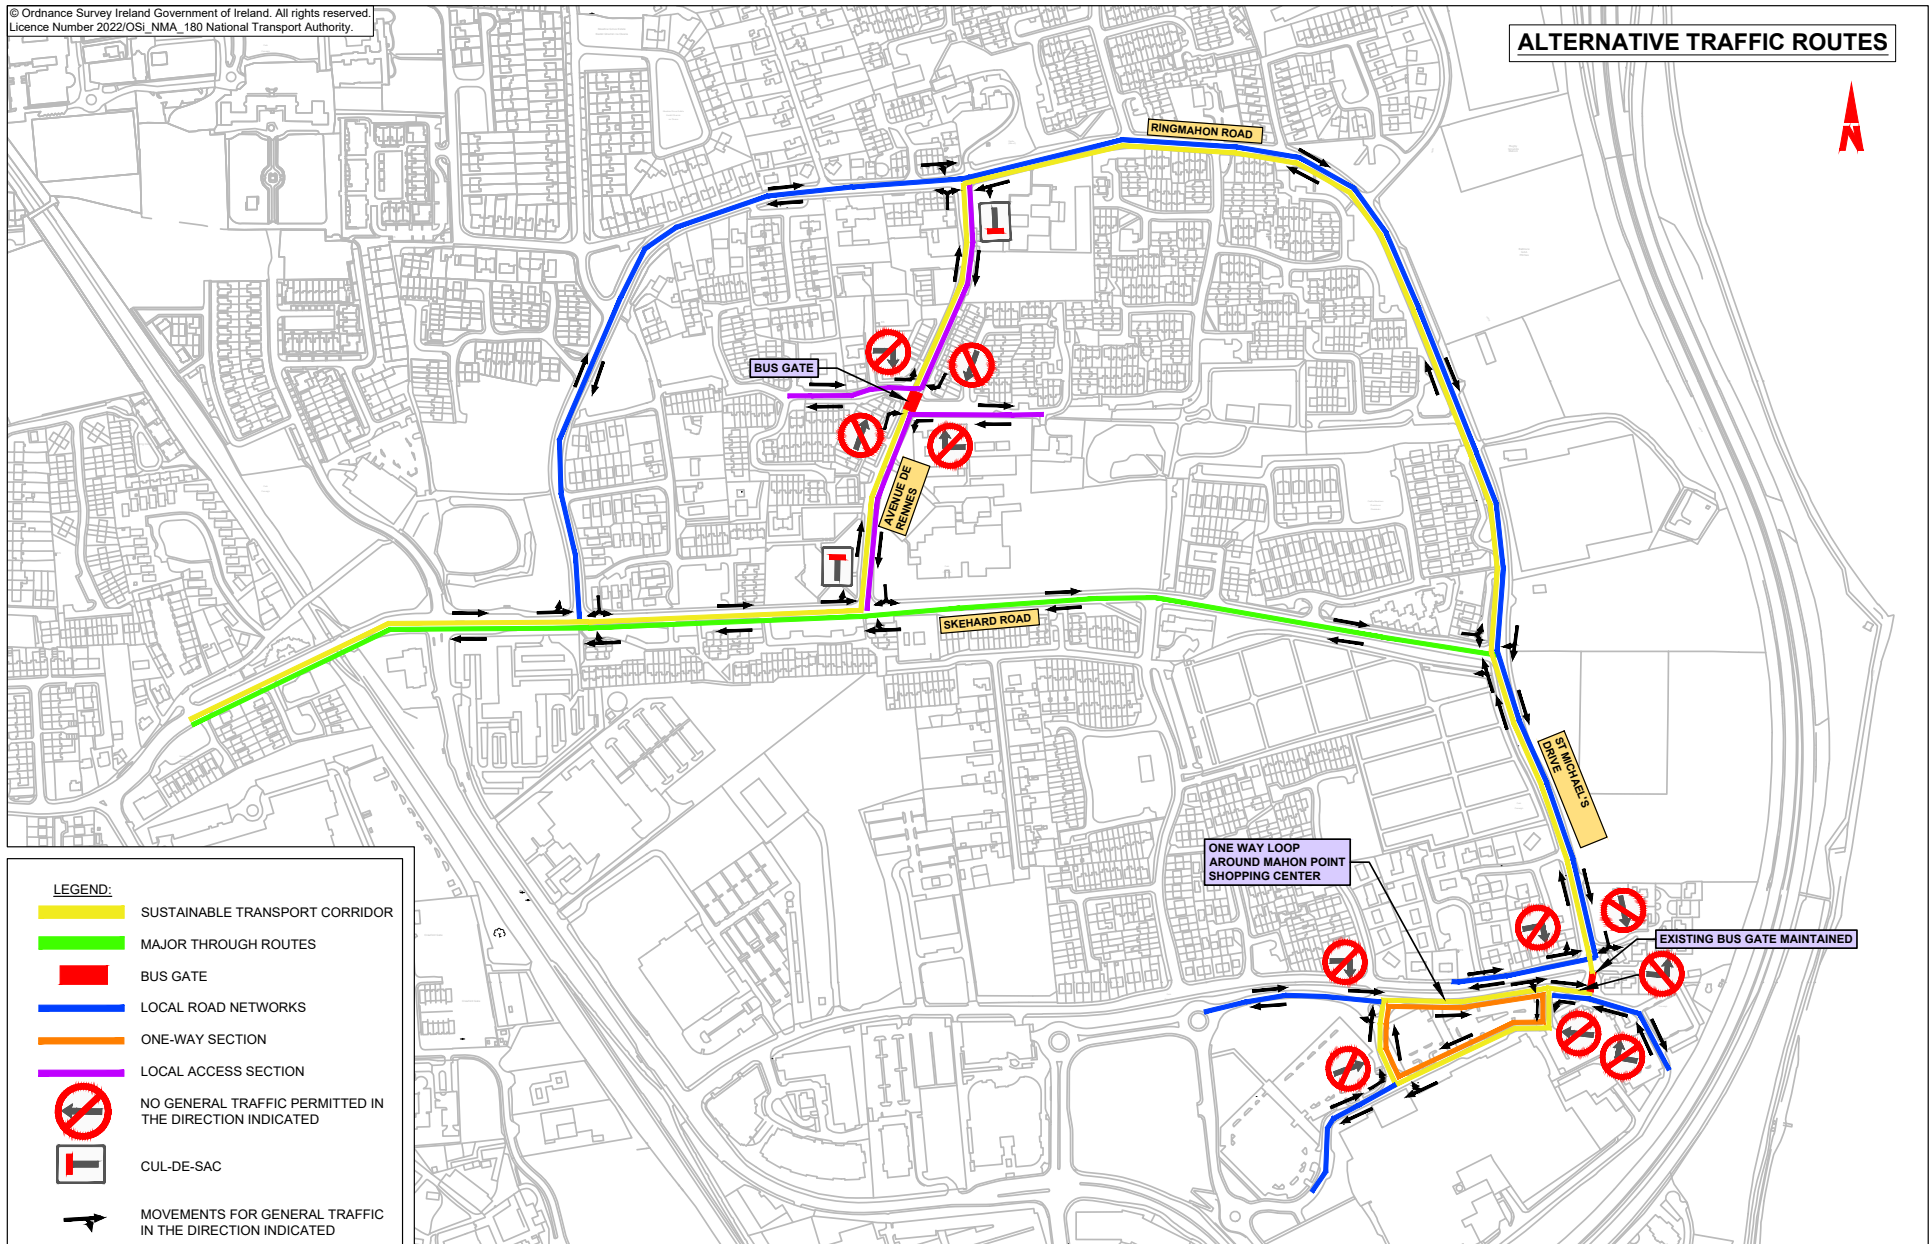 © Ordnance Survey Ireland Government of Ireland. All rights reserved.
Licence Number 2022/OSi_NMA_180 National Transport Authority.
ALTERNATIVE TRAFFIC ROUTES
N
RINGMAHON ROAD
BUS GATE
AVENUE DE
RENNES
SKEHARD ROAD
ST MICHAEL'S
DRIVE
ONE WAY LOOP
AROUND MAHON POINT
SHOPPING CENTER
EXISTING BUS GATE MAINTAINED
LEGEND:
SUSTAINABLE TRANSPORT CORRIDOR
MAJOR THROUGH ROUTES
BUS GATE
LOCAL ROAD NETWORKS
ONE-WAY SECTION
LOCAL ACCESS SECTION
NO GENERAL TRAFFIC PERMITTED IN
THE DIRECTION INDICATED
CUL-DE-SAC
MOVEMENTS FOR GENERAL TRAFFIC
IN THE DIRECTION INDICATED